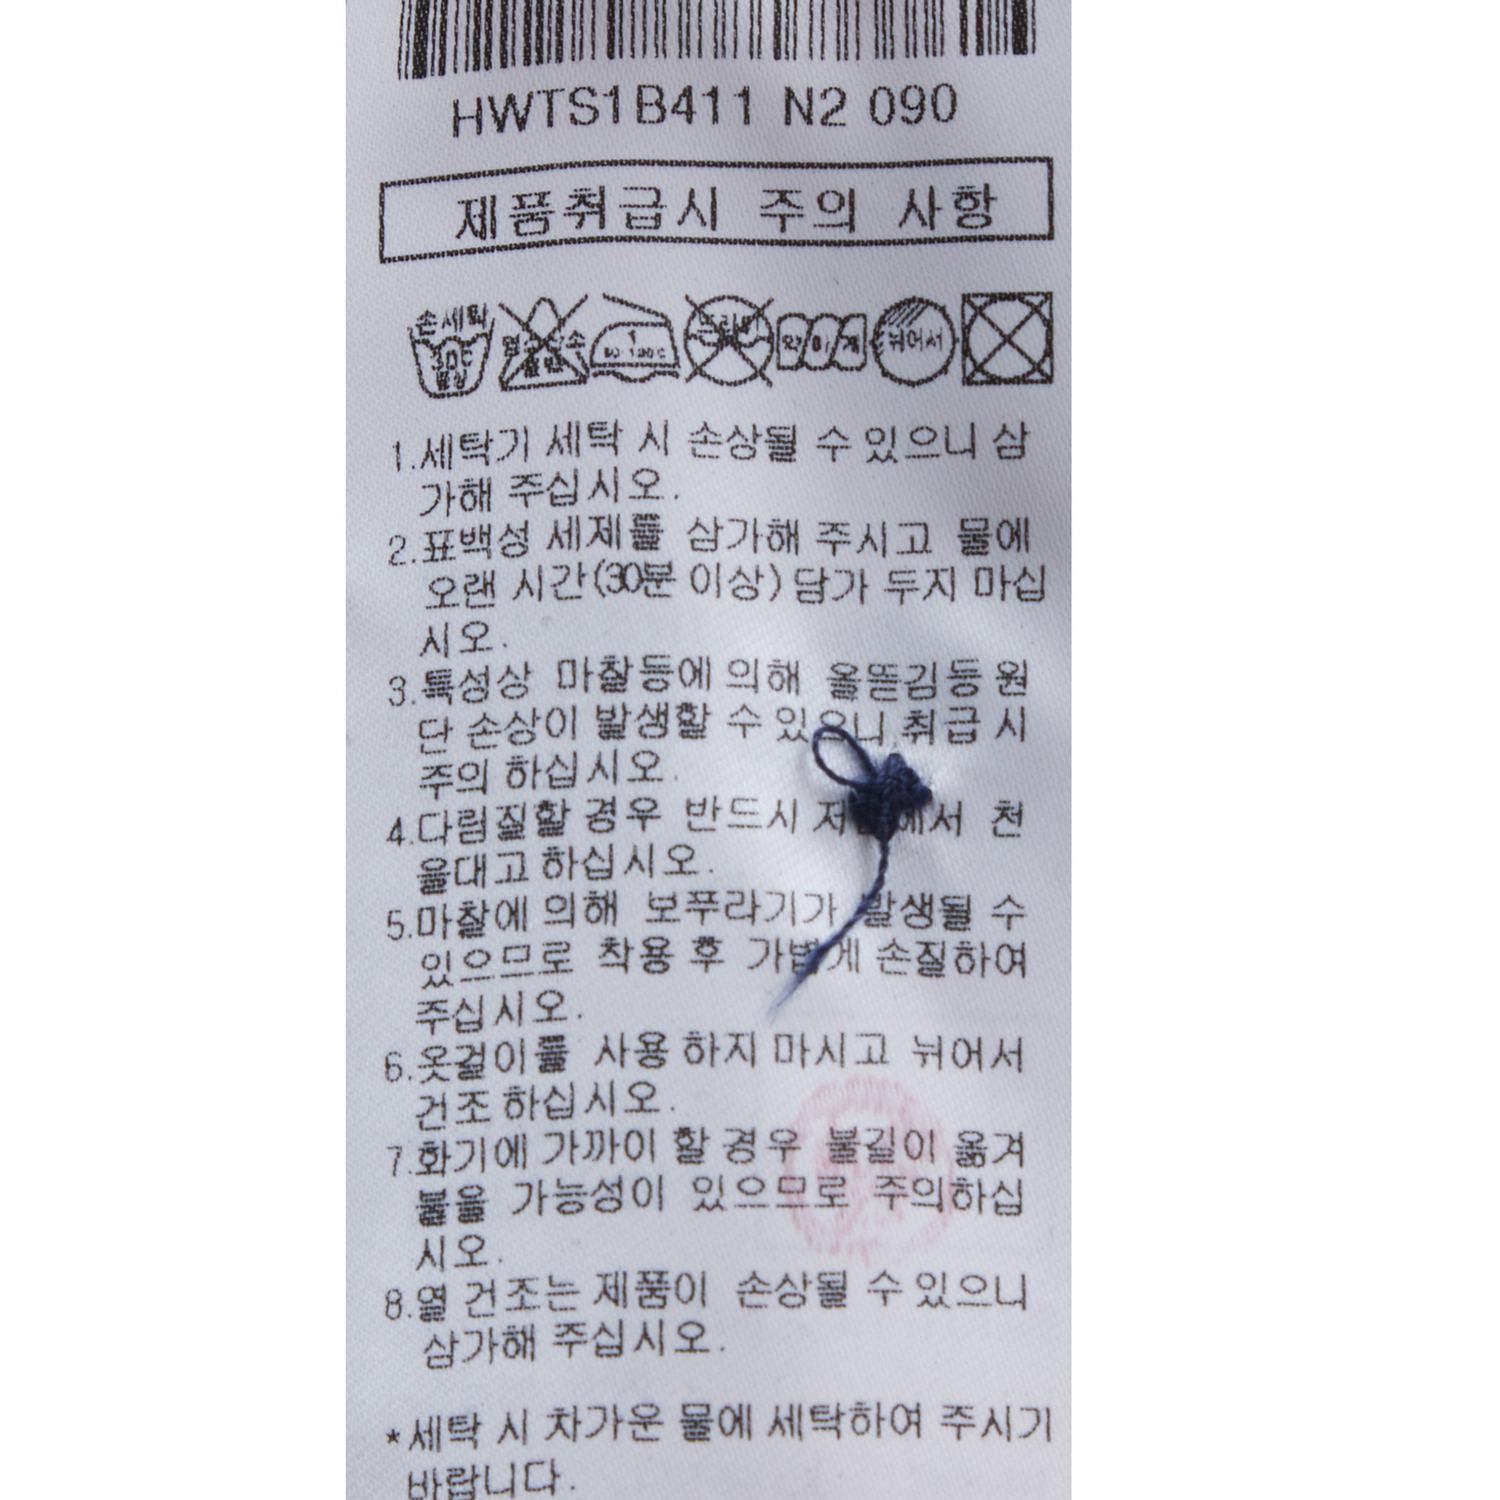 HWTS1B411 N2 090
제품취급시 주의 사항
손세탁 30℃ 1 80-120℃ 드라이 약하게 뉘어서
1.세탁기 세탁 시 손상될 수 있으니 삼
가해 주십시오.
2.표백성 세제를 삼가해 주시고 물에
오랜 시간(30분 이상) 담가 두지 마십
시오.
3.특성상 마찰등에 의해 올뜯김등 원
단 손상이 발생할 수 있으니 취급 시
주의 하십시오.
4.다림질할 경우 반드시 에서 천
을대고 하십시오.
5.마찰에 의해 보푸라기가 발생될 수
있으므로 착용 후 가볍게 손질하여
주십시오.
6.옷걸이를 사용 하지 마시고 뉘어서
건조 하십시오.
7.화기에 가까이 할 경우 불길이 옮겨
붙을 가능성이 있으므로 주의하십
시오.
8.열 건조는 제품이 손상될 수 있으니
삼가해 주십시오.
*세탁 시 차가운 물에 세탁하여 주시기
바랍니다.